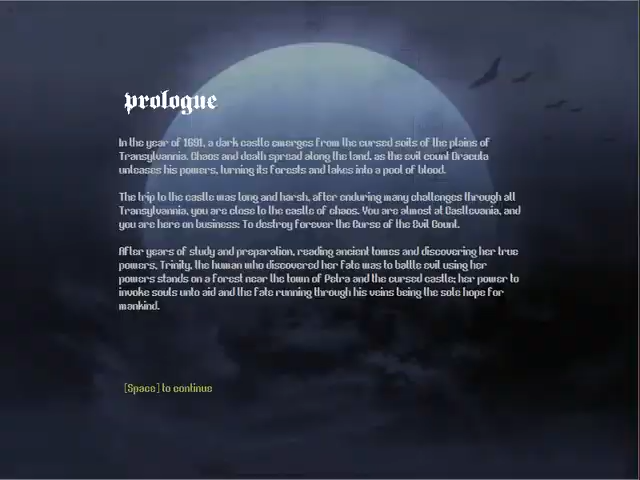 prologue
In the year of 1691, a dark castle emerges from the cursed soils of the plains of
Transylvannia. Chaos and death spread along the land, as the evil count Dracula
unleases his powers, turning its forests and lakes into a pool of blood.
The trip to the castle was long and harsh, after enduring many challenges through all
Transylvannia, you are close to the castle of chaos. You are almost at Castlevania, and
you are here on business: To destroy forever the Curse of the Evil Count.
After years of study and preparation, reading ancient tomes and discovering her true
powers, Trinity, the human who discovered her fate was to battle evil using her
powers stands on a forest near the town of Petra and the cursed castle; her power to
invoke souls unto aid and the fate running through his veins being the sole hope for
mankind.
[Space] to continue